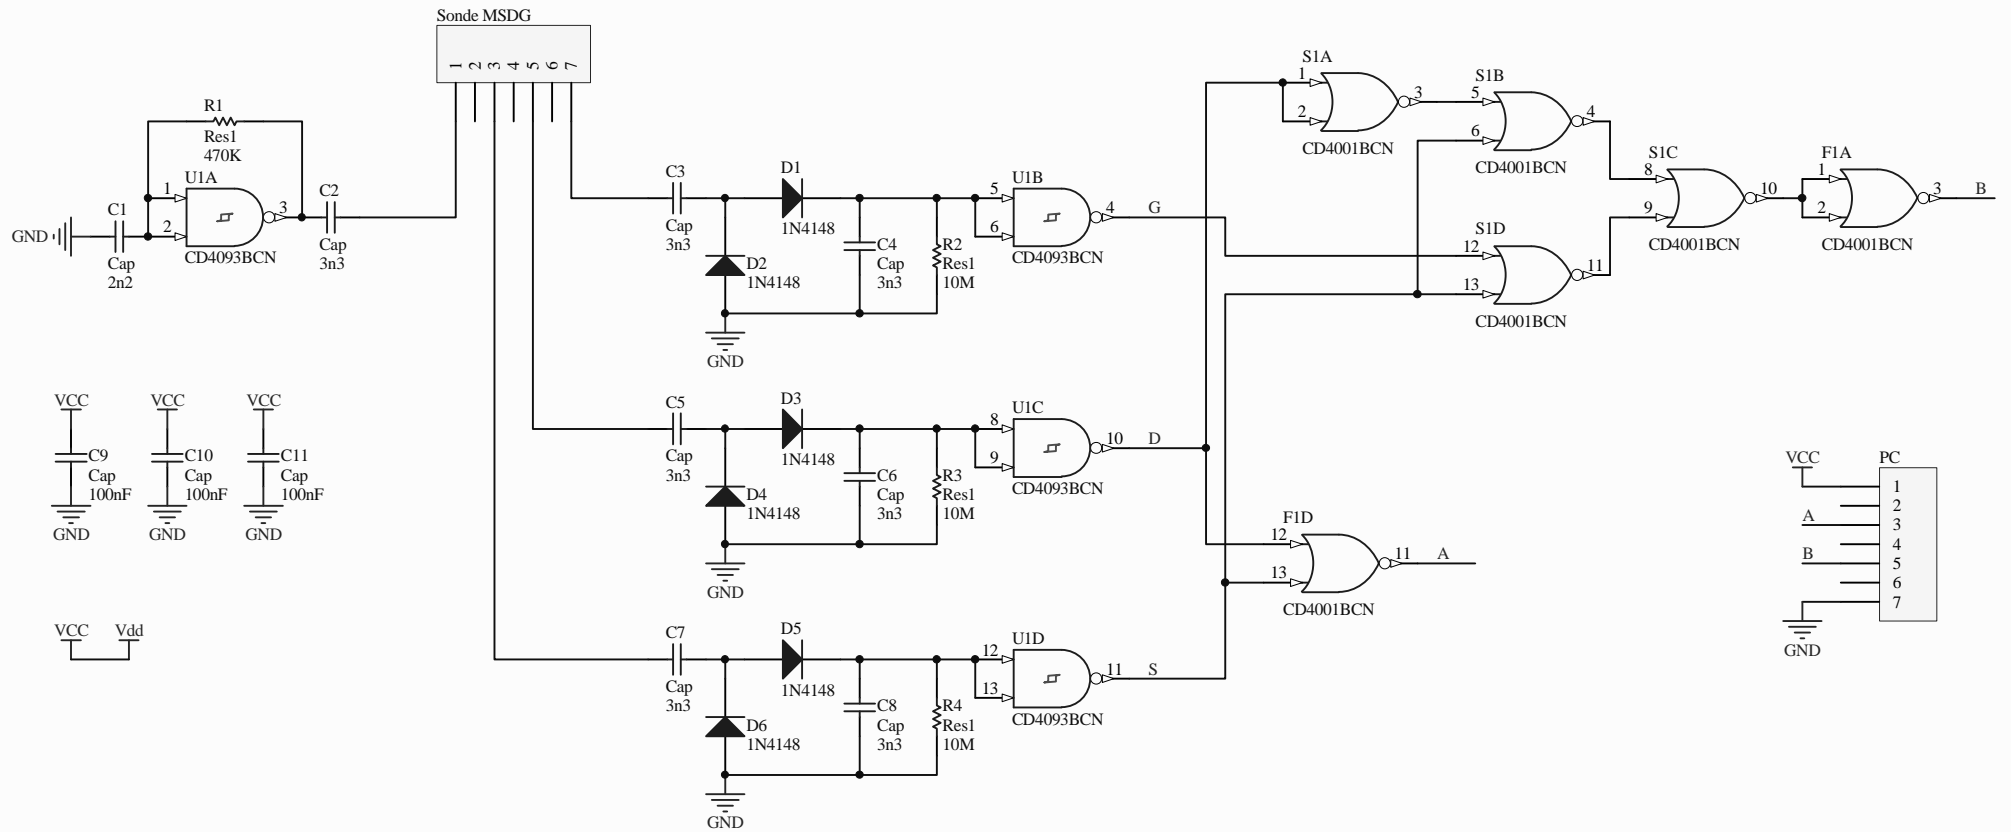 Sonde MSDG
1 2 3 4 5 6 7
R1
Res1
470K
U1A
1
2
3
CD4093BCN
GND
C1
Cap
2n2
C2
Cap
3n3
C3
Cap
3n3
D1
1N4148
D2
1N4148
GND
C4
Cap
3n3
R2
Res1
10M
U1B
5
6
4
CD4093BCN
G
C5
Cap
3n3
D3
1N4148
D4
1N4148
GND
C6
Cap
3n3
R3
Res1
10M
U1C
8
9
10
CD4093BCN
D
C7
Cap
3n3
D5
1N4148
D6
1N4148
GND
C8
Cap
3n3
R4
Res1
10M
U1D
12
13
11
CD4093BCN
S
S1A
1
2
3
CD4001BCN
S1B
5
6
4
CD4001BCN
S1C
8
9
10
CD4001BCN
S1D
12
13
11
CD4001BCN
F1A
1
2
3
CD4001BCN
B
F1D
12
13
11
CD4001BCN
A
VCC
C9
Cap
100nF
GND
VCC
C10
Cap
100nF
GND
VCC
C11
Cap
100nF
GND
VCC
Vdd
PC
VCC
1
2
A
3
4
B
5
6
7
GND